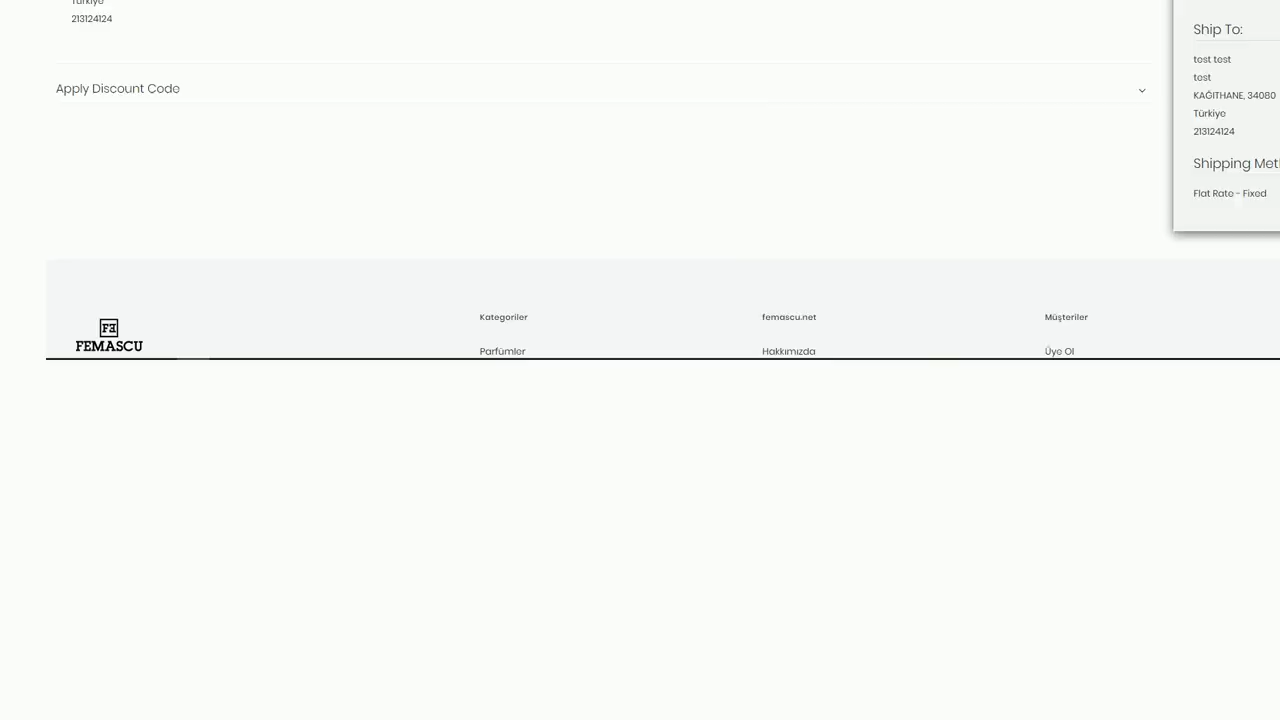 Türkiye
213124124
Apply Discount Code
Ship To:
test test
test
KAĞITHANE, 34080
Türkiye
213124124
Shipping
Flat Rate - Fixed
FE
FEMASCU
Kategoriler
Parfümler
femascu.net
Hakkımızda
Müşteriler
Üye Ol